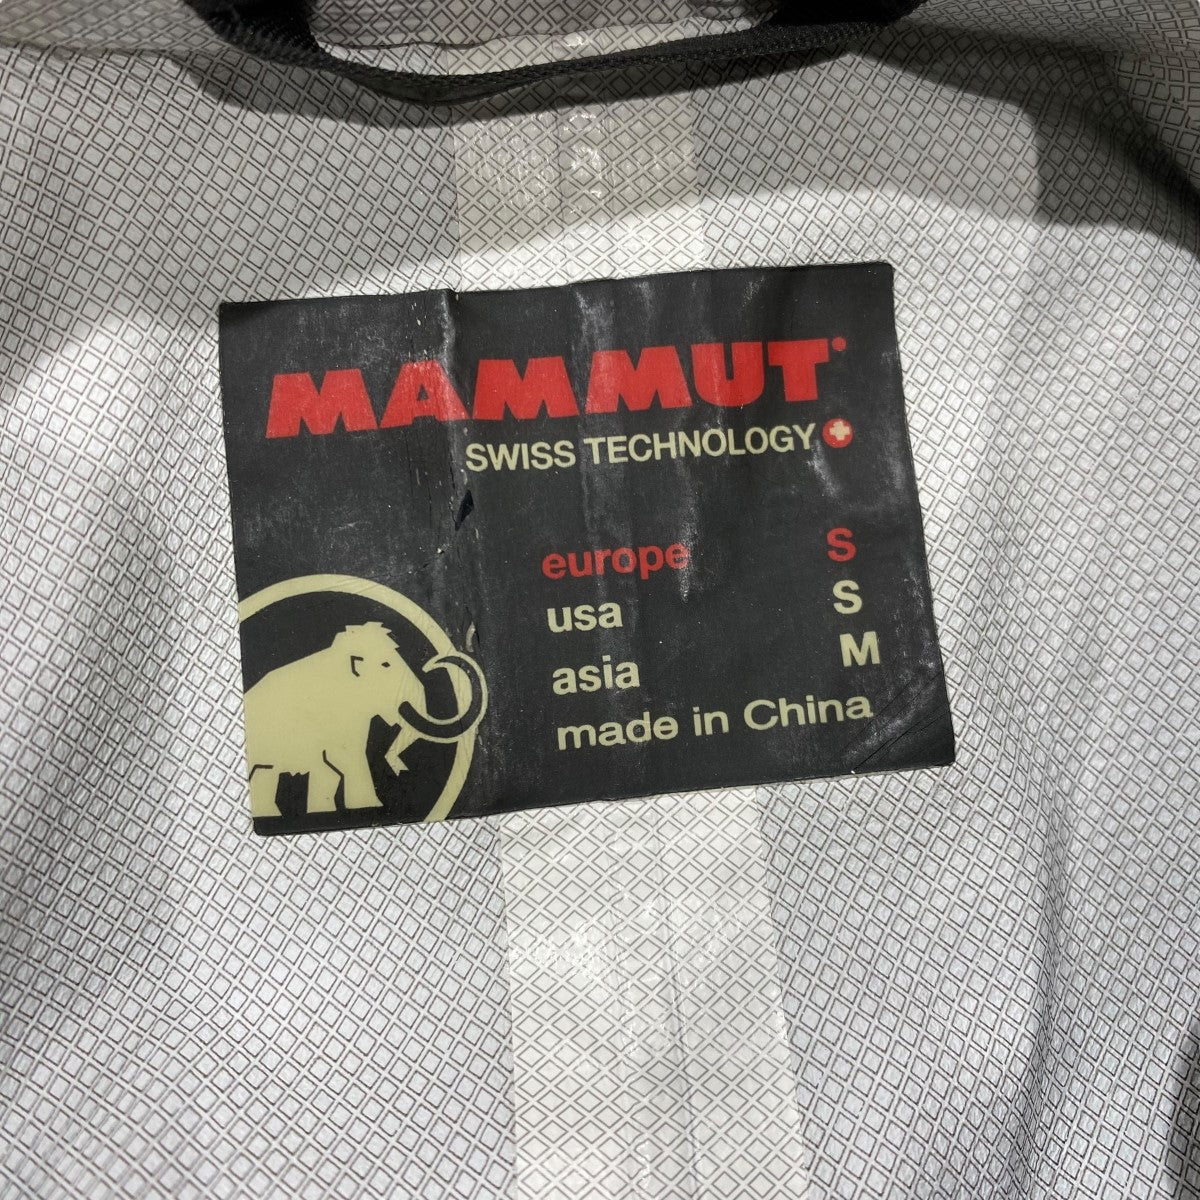 MAMMUT®
SWISS TECHNOLOGY
europe S
usa S
asia M
made in China